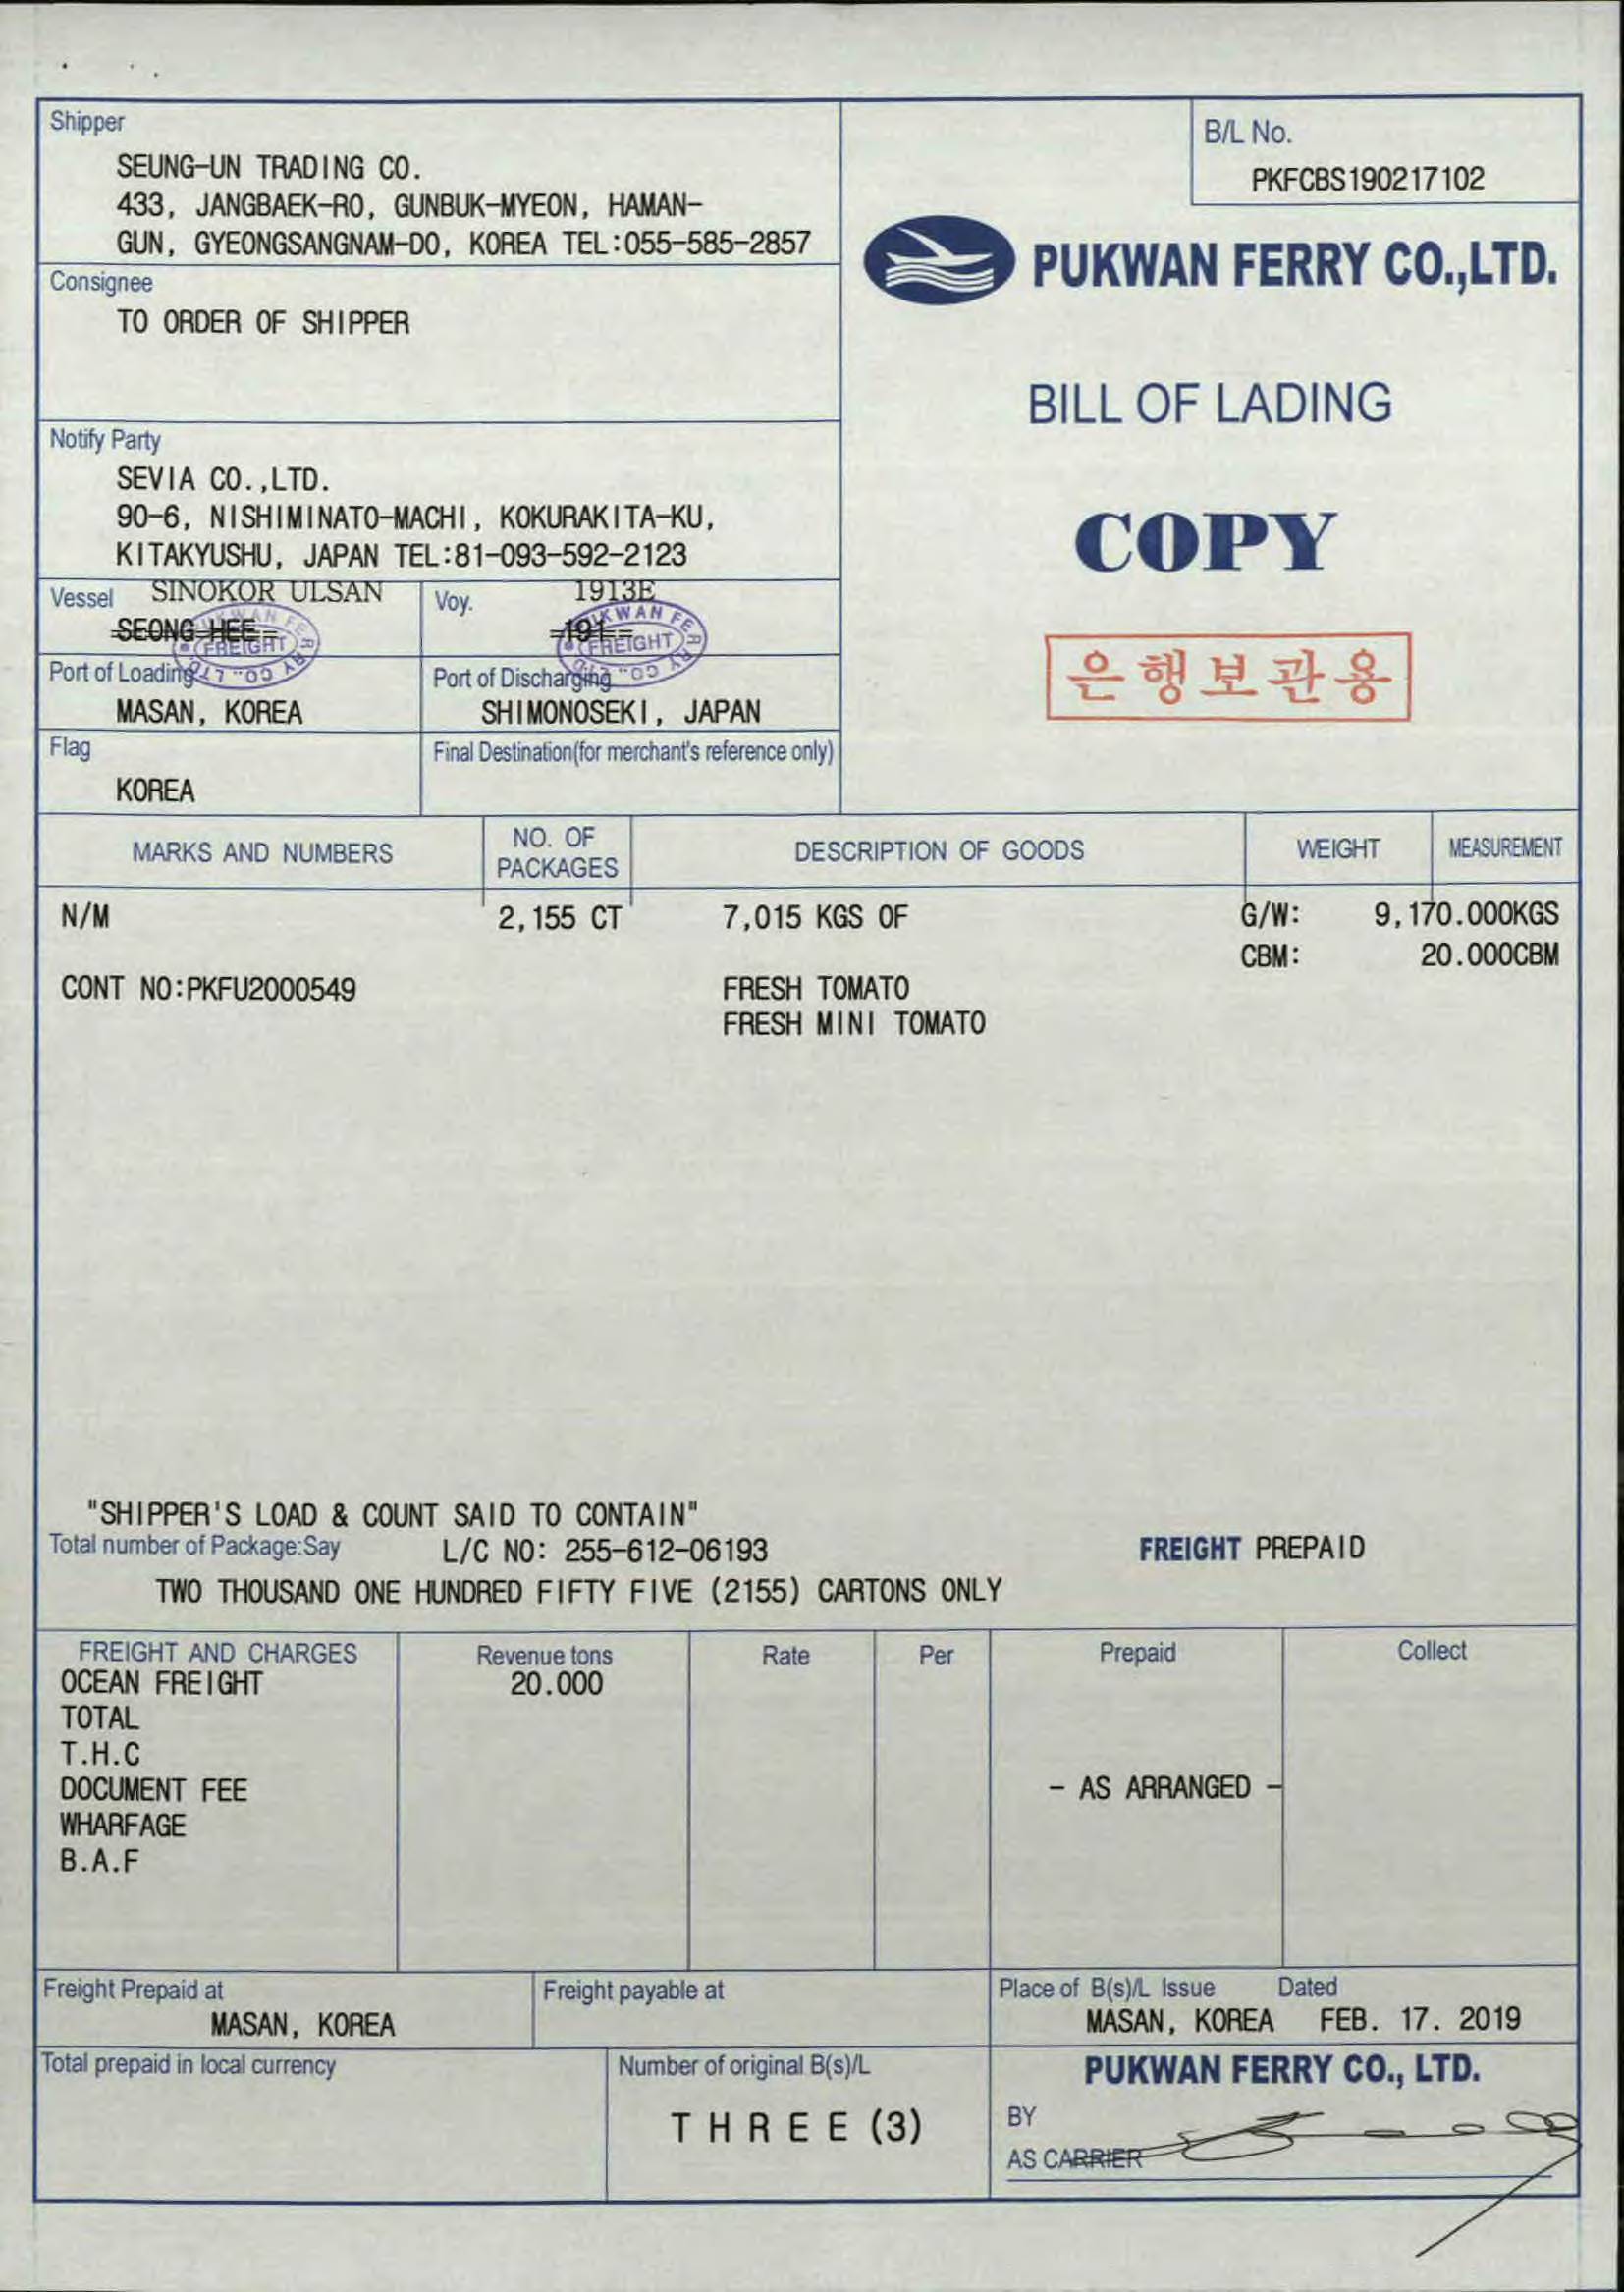 Shipper
SEUNG-UN TRADING CO.
433, JANGBAEK-RO, GUNBUK-MYEON, HAMAN-
GUN, GYEONGSANGNAM-DO, KOREA TEL:055-585-2857
B/L No.
PKFCBS190217102
PUKWAN FERRY CO.,LTD.
Consignee
TO ORDER OF SHIPPER
BILL OF LADING
Notify Party
SEVIA CO.,LTD.
90-6, NISHIMINATO-MACHI, KOKURAKITA-KU,
KITAKYUSHU, JAPAN TEL:81-093-592-2123
COPY
은행보관용
Vessel SINOKOR ULSAN
SEONG HEE
Voy. 1913E
191
PUKWAN FERRY CO., LTD. FREIGHT
PUKWAN FERRY CO., LTD. FREIGHT
Port of Loading
MASAN, KOREA
Port of Discharging
SHIMONOSEKI, JAPAN
Flag
KOREA
Final Destination(for merchant's reference only)
MARKS AND NUMBERS
NO. OF PACKAGES
DESCRIPTION OF GOODS
WEIGHT
MEASUREMENT
N/M 2,155 CT 7,015 KGS OF G/W: 9,170.000KGS
CBM: 20.000CBM
CONT NO:PKFU2000549 FRESH TOMATO
FRESH MINI TOMATO
"SHIPPER'S LOAD & COUNT SAID TO CONTAIN"
Total number of Package:Say L/C NO: 255-612-06193 FREIGHT PREPAID
TWO THOUSAND ONE HUNDRED FIFTY FIVE (2155) CARTONS ONLY
FREIGHT AND CHARGES Revenue tons Rate Per Prepaid Collect
OCEAN FREIGHT 20.000
TOTAL
T.H.C
DOCUMENT FEE - AS ARRANGED -
WHARFAGE
B.A.F
Freight Prepaid at
MASAN, KOREA
Freight payable at
Place of B(s)/L Issue Dated
MASAN, KOREA FEB. 17. 2019
Total prepaid in local currency
Number of original B(s)/L
THREE (3)
PUKWAN FERRY CO., LTD.
BY
AS CARRIER